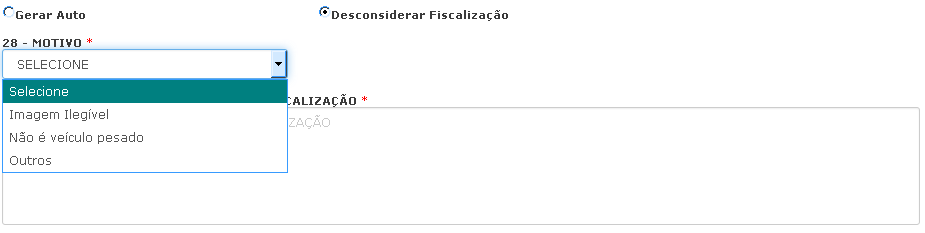 Gerar Auto Desconsiderar Fiscalização
28 - MOTIVO *
SELECIONE
Selecione
CALIZAÇÃO *
Imagem Ilegível
ZAÇÃO
Não é veículo pesado
Outros